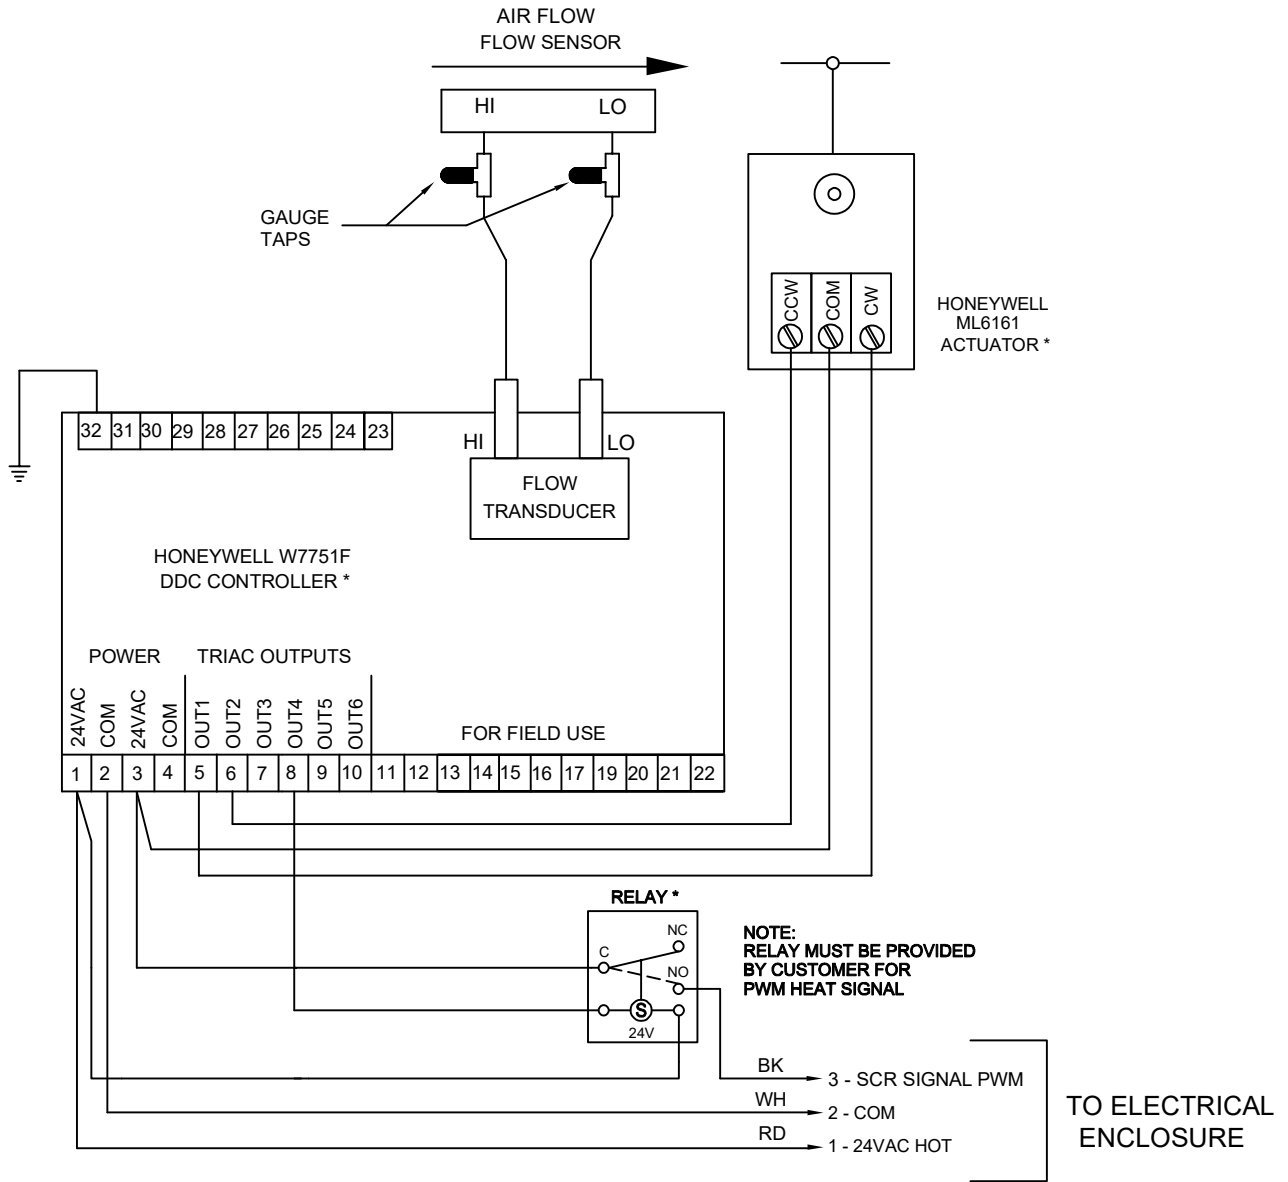 AIR FLOW
FLOW SENSOR
HI
LO
GAUGE
TAPS
CCW
COM
CW
HONEYWELL
ML6161
ACTUATOR *
32 31 30 29 28 27 26 25 24 23
HI
LO
FLOW
TRANSDUCER
HONEYWELL W7751F
DDC CONTROLLER *
POWER
TRIAC OUTPUTS
24VAC
COM
24VAC
COM
OUT1
OUT2
OUT3
OUT4
OUT5
OUT6
FOR FIELD USE
1 2 3 4 5 6 7 8 9 10 11 12 13 14 15 16 17 19 20 21 22
RELAY *
NC
C
NO
S
24V
NOTE:
RELAY MUST BE PROVIDED
BY CUSTOMER FOR
PWM HEAT SIGNAL
BK
3 - SCR SIGNAL PWM
WH
2 - COM
RD
1 - 24VAC HOT
TO ELECTRICAL
ENCLOSURE